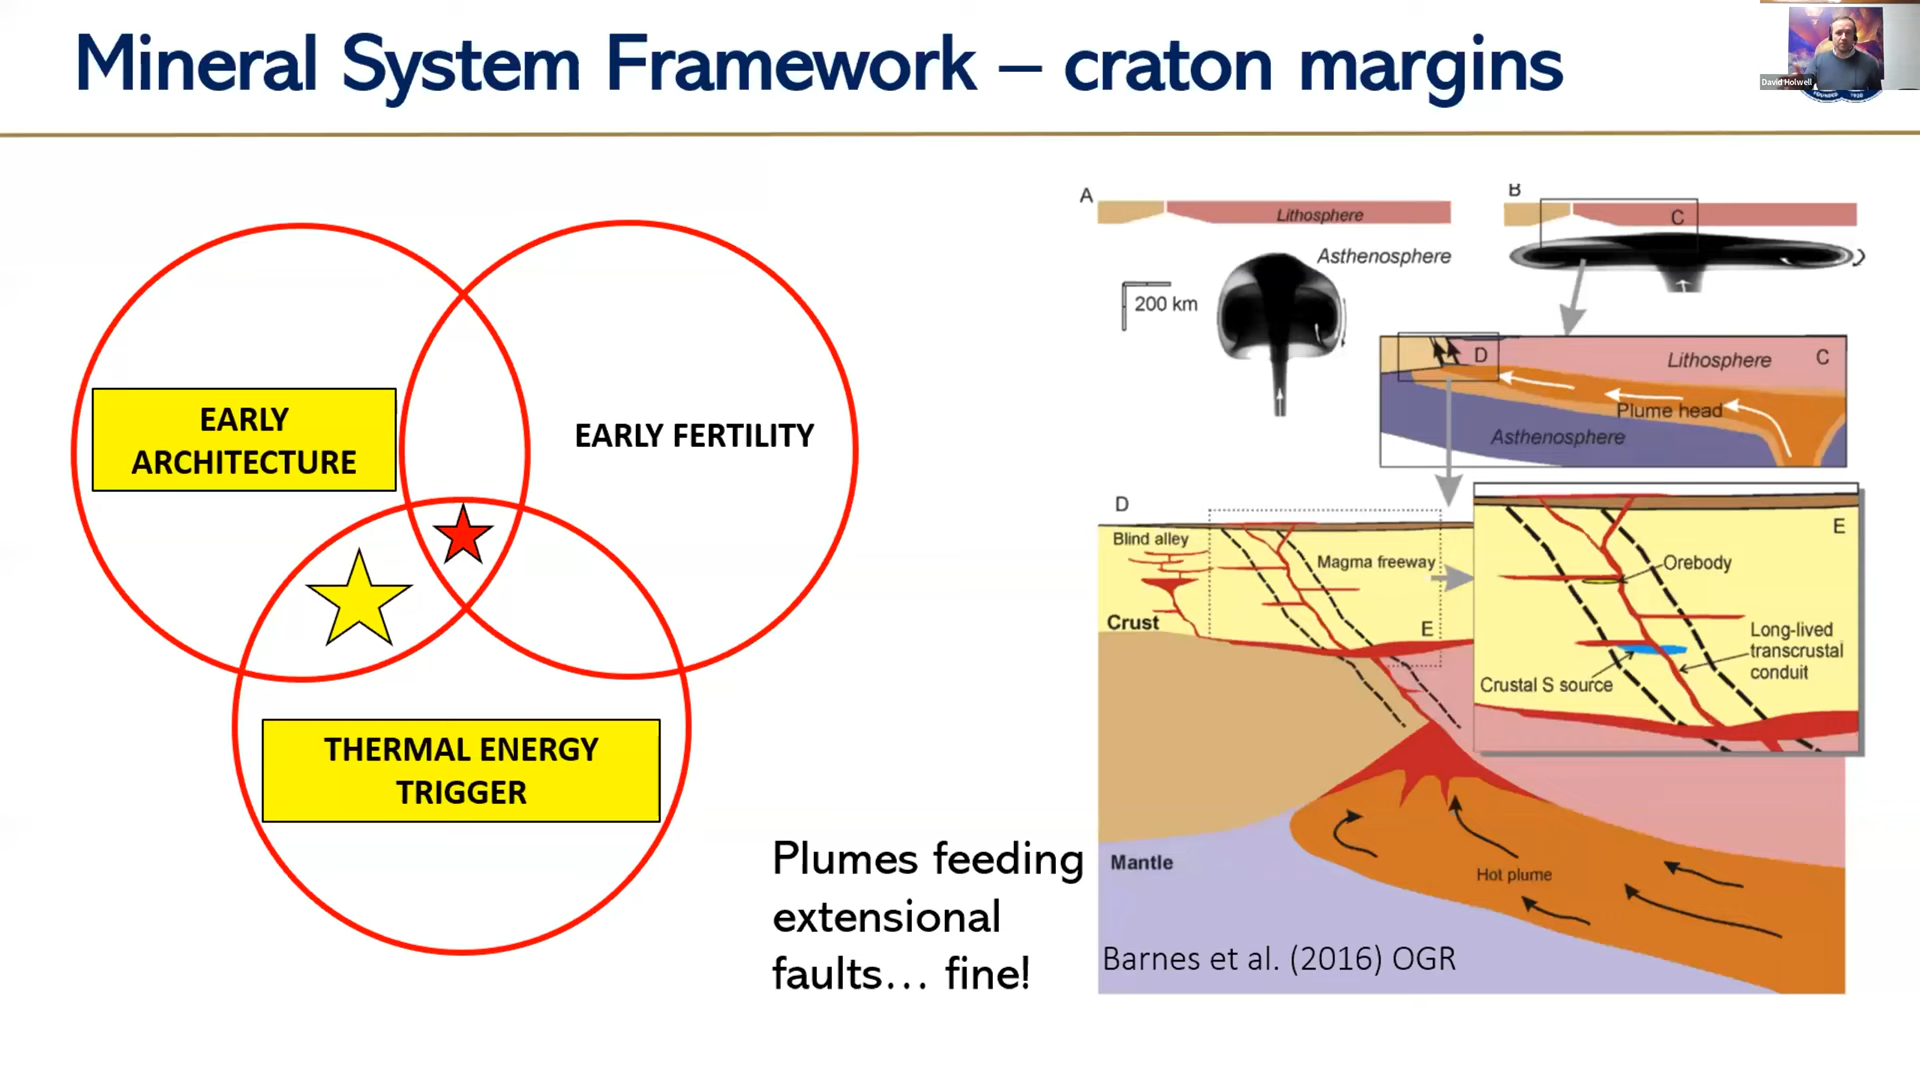 Mineral System Framework – craton margins
David Holwell
FOUNDED 1920
EARLY
ARCHITECTURE
EARLY FERTILITY
THERMAL ENERGY
TRIGGER
Plumes feeding
extensional
faults... fine!
A
Lithosphere
Asthenosphere
200 km
B
C
Lithosphere
C
D
Plume head
Asthenosphere
D
Blind alley
Magma freeway
Crust
E
Mantle
Hot plume
E
Orebody
Long-lived
transcrustal
conduit
Crustal S source
Barnes et al. (2016) OGR